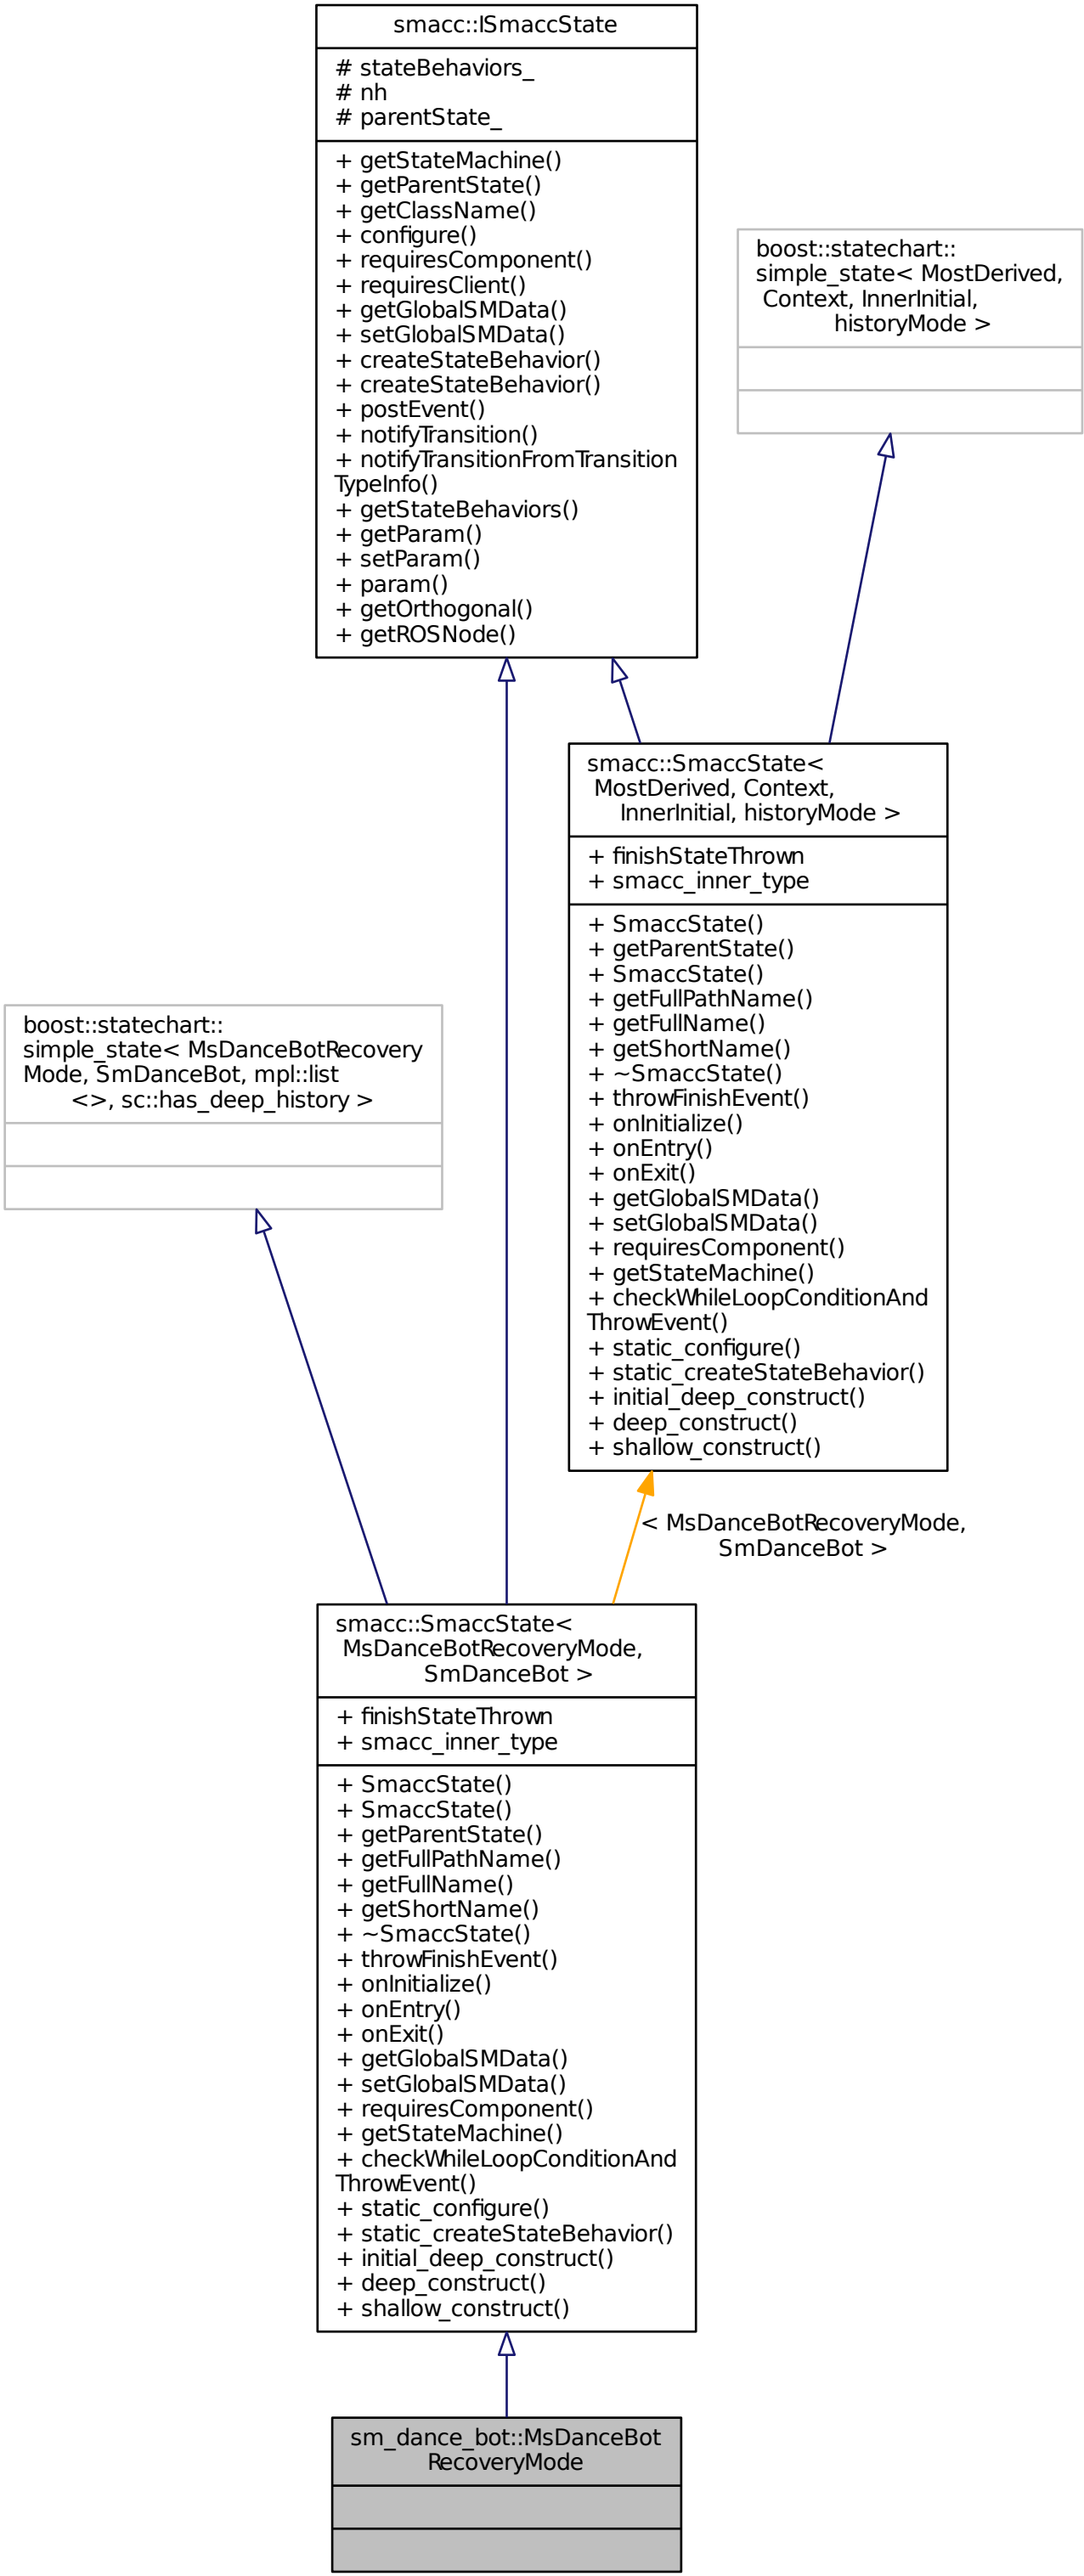 smacc::ISmaccState
# stateBehaviors_
# nh
# parentState_
+ getStateMachine()
+ getParentState()
+ getClassName()
+ configure()
+ requiresComponent()
+ requiresClient()
+ getGlobalSMData()
+ setGlobalSMData()
+ createStateBehavior()
+ createStateBehavior()
+ postEvent()
+ notifyTransition()
+ notifyTransitionFromTransition
TypeInfo()
+ getStateBehaviors()
+ getParam()
+ setParam()
+ param()
+ getOrthogonal()
+ getROSNode()
boost::statechart::
simple_state< MostDerived,
Context, InnerInitial,
historyMode >
smacc::SmaccState<
MostDerived, Context,
InnerInitial, historyMode >
+ finishStateThrown
+ smacc_inner_type
+ SmaccState()
+ getParentState()
+ SmaccState()
+ getFullPathName()
+ getFullName()
+ getShortName()
+ ~SmaccState()
+ throwFinishEvent()
+ onInitialize()
+ onEntry()
+ onExit()
+ getGlobalSMData()
+ setGlobalSMData()
+ requiresComponent()
+ getStateMachine()
+ checkWhileLoopConditionAnd
ThrowEvent()
+ static_configure()
+ static_createStateBehavior()
+ initial_deep_construct()
+ deep_construct()
+ shallow_construct()
boost::statechart::
simple_state< MsDanceBotRecovery
Mode, SmDanceBot, mpl::list
<>, sc::has_deep_history >
< MsDanceBotRecoveryMode,
SmDanceBot >
smacc::SmaccState<
MsDanceBotRecoveryMode,
SmDanceBot >
+ finishStateThrown
+ smacc_inner_type
+ SmaccState()
+ SmaccState()
+ getParentState()
+ getFullPathName()
+ getFullName()
+ getShortName()
+ ~SmaccState()
+ throwFinishEvent()
+ onInitialize()
+ onEntry()
+ onExit()
+ getGlobalSMData()
+ setGlobalSMData()
+ requiresComponent()
+ getStateMachine()
+ checkWhileLoopConditionAnd
ThrowEvent()
+ static_configure()
+ static_createStateBehavior()
+ initial_deep_construct()
+ deep_construct()
+ shallow_construct()
sm_dance_bot::MsDanceBot
RecoveryMode